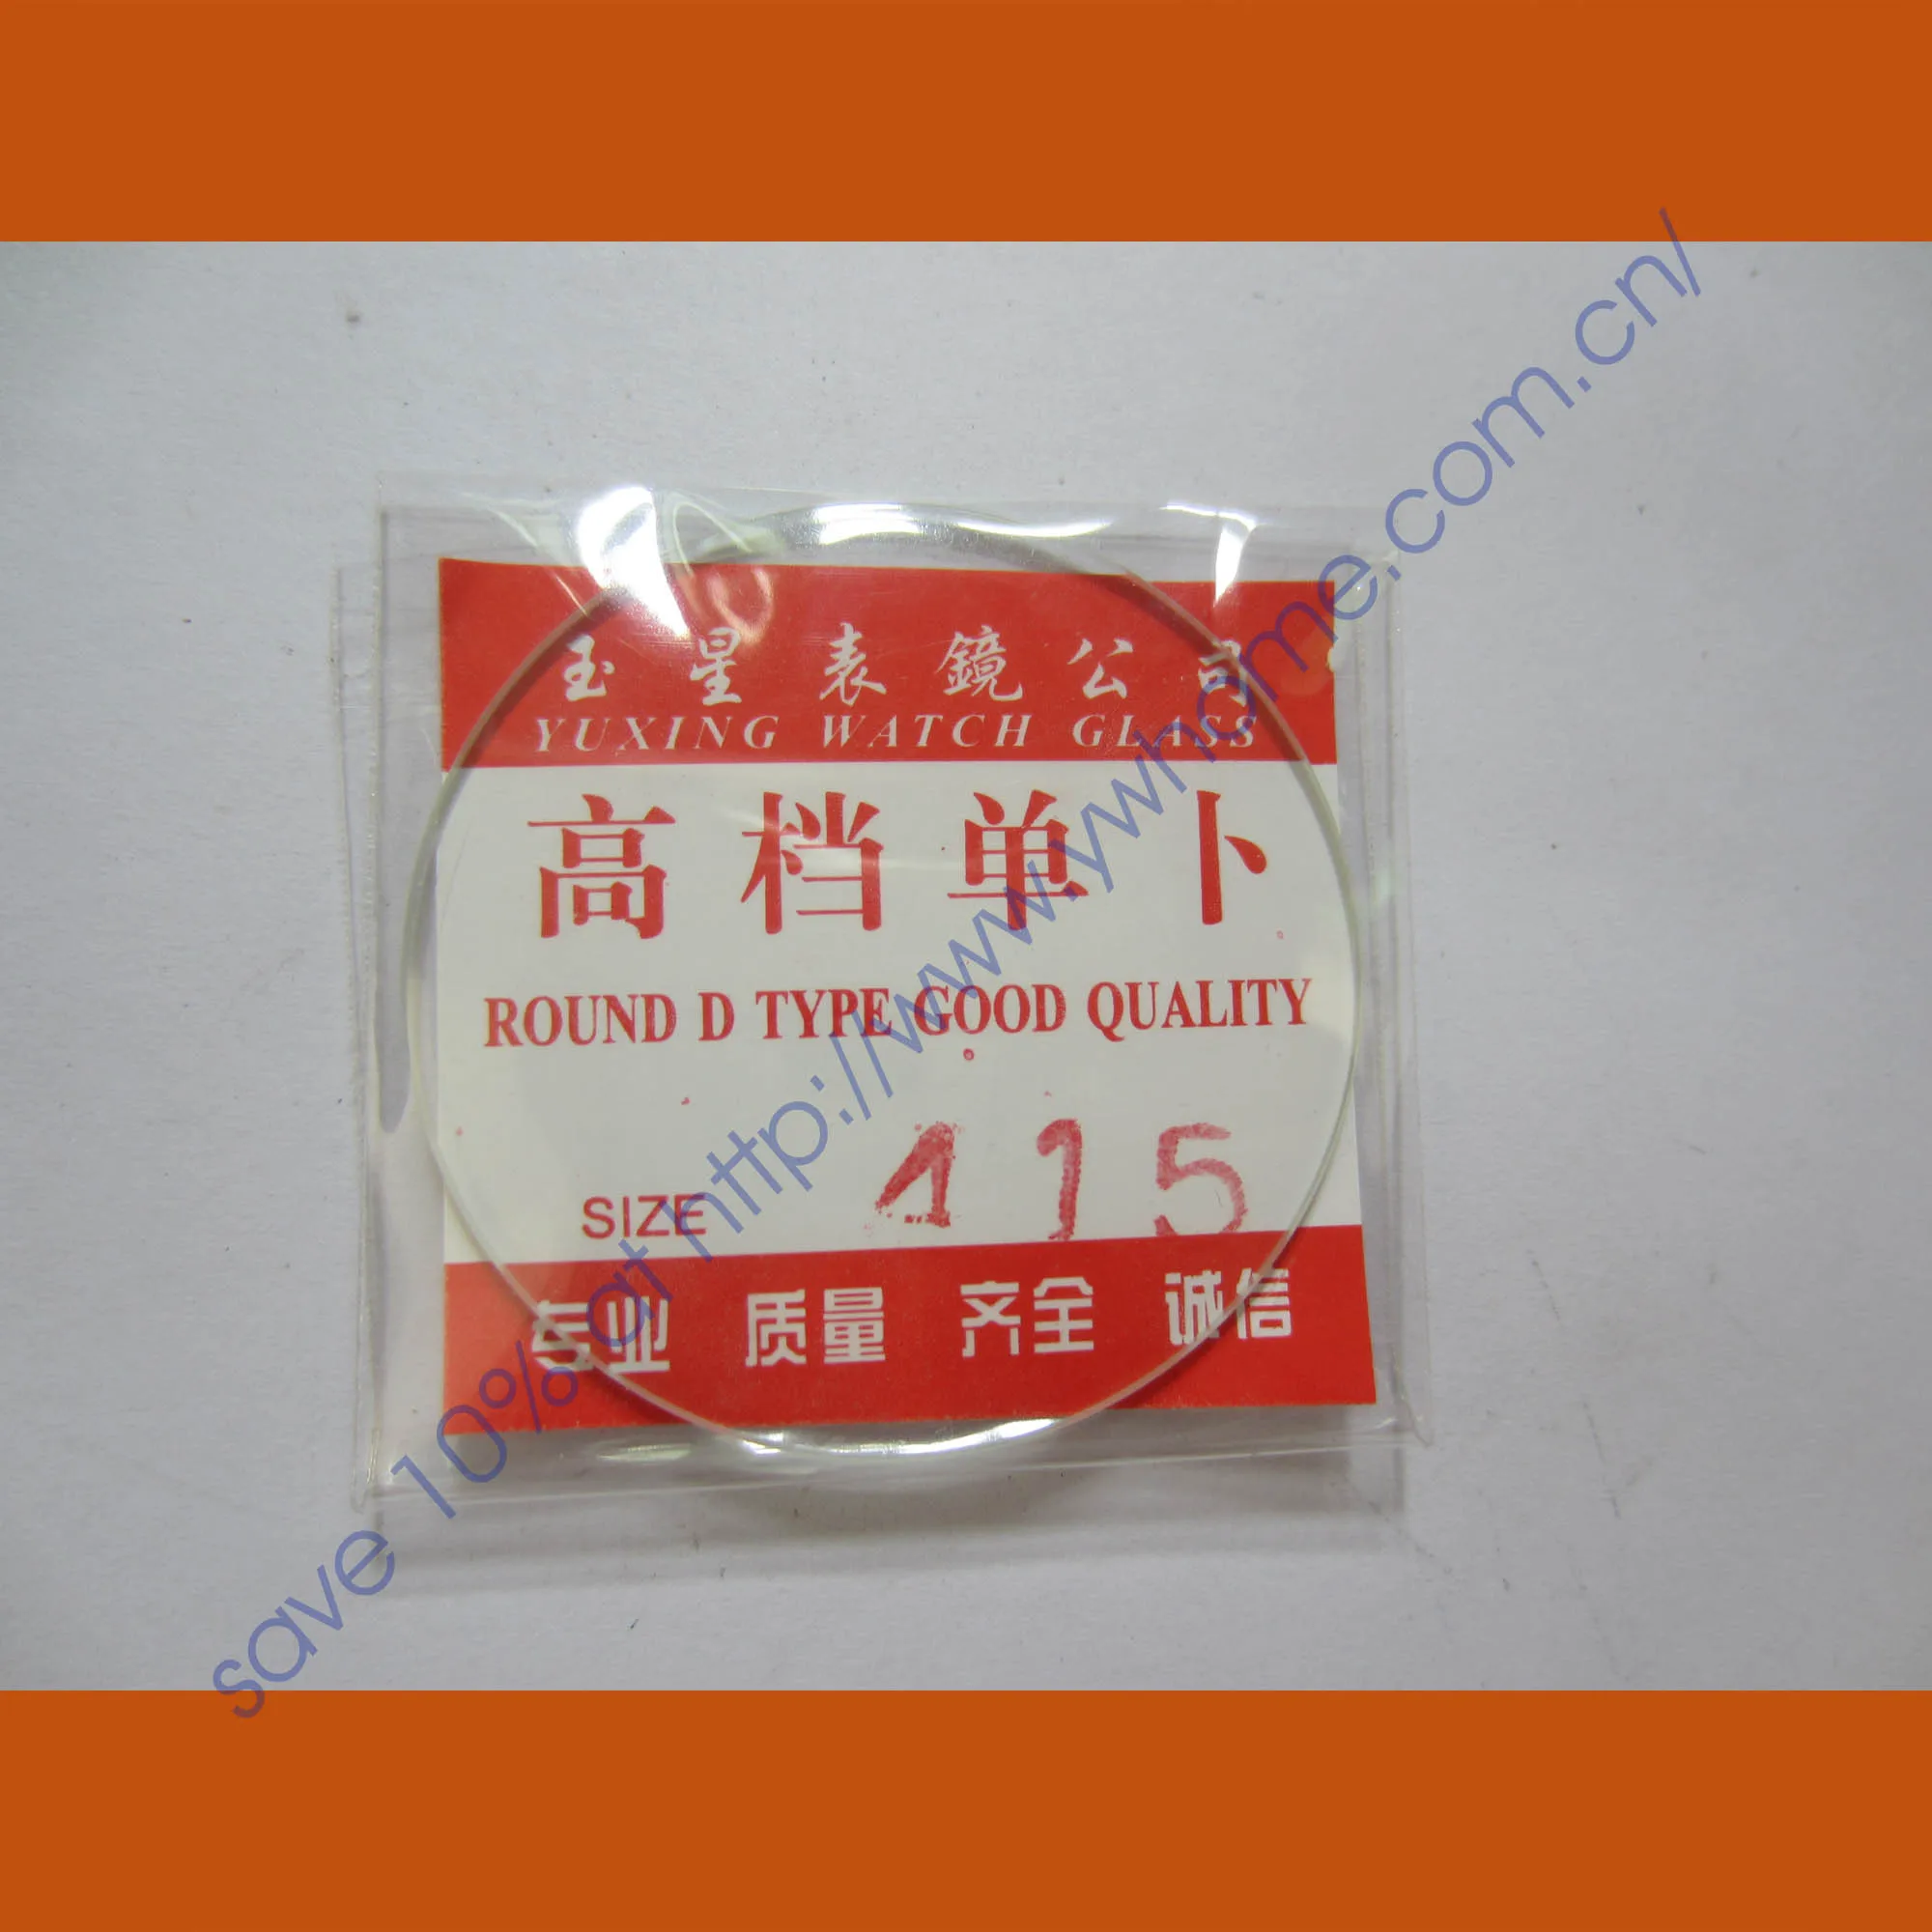 玉星表鏡公司
YUXING WATCH GLASS
高档单卜
ROUND D TYPE GOOD QUALITY
SIZE 415
专业 质量 齐全 诚信
save 10% at http://www.ywhome.com.cn/